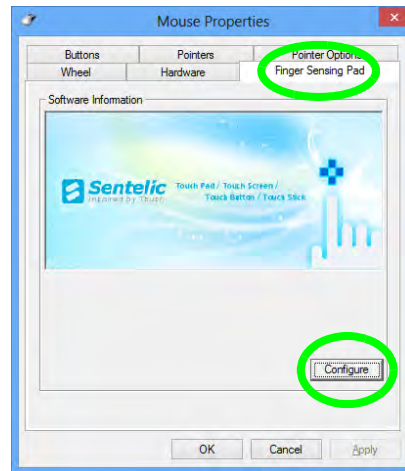 Mouse Properties
Buttons
Pointers
Pointer Options
Wheel
Hardware
Finger Sensing Pad
Software Information
Sentelic
Inspired by Touch
Touch Pad / Touch Screen /
Touch Button / Touch Stick
Configure
OK
Cancel
Apply